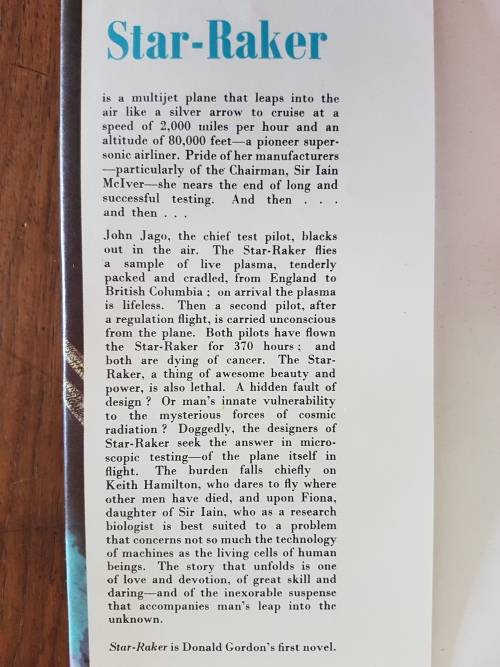 Star-Raker
is a multijet plane that leaps into the
air like a silver arrow to cruise at a
speed of 2,000 miles per hour and an
altitude of 80,000 feet—a pioneer super-
sonic airliner. Pride of her manufacturers
—particularly of the Chairman, Sir Iain
McIver—she nears the end of long and
successful testing. And then . . .
and then . . .
John Jago, the chief test pilot, blacks
out in the air. The Star-Raker flies
a sample of live plasma, tenderly
packed and cradled, from England to
British Columbia ; on arrival the plasma
is lifeless. Then a second pilot, after
a regulation flight, is carried unconscious
from the plane. Both pilots have flown
the Star-Raker for 370 hours ; and
both are dying of cancer. The Star-
Raker, a thing of awesome beauty and
power, is also lethal. A hidden fault of
design ? Or man's innate vulnerability
to the mysterious forces of cosmic
radiation ? Doggedly, the designers of
Star-Raker seek the answer in micro-
scopic testing—of the plane itself in
flight. The burden falls chiefly on
Keith Hamilton, who dares to fly where
other men have died, and upon Fiona,
daughter of Sir Iain, who as a research
biologist is best suited to a problem
that concerns not so much the technology
of machines as the living cells of human
beings. The story that unfolds is one
of love and devotion, of great skill and
daring—and of the inexorable suspense
that accompanies man's leap into the
unknown.
Star-Raker is Donald Gordon's first novel.